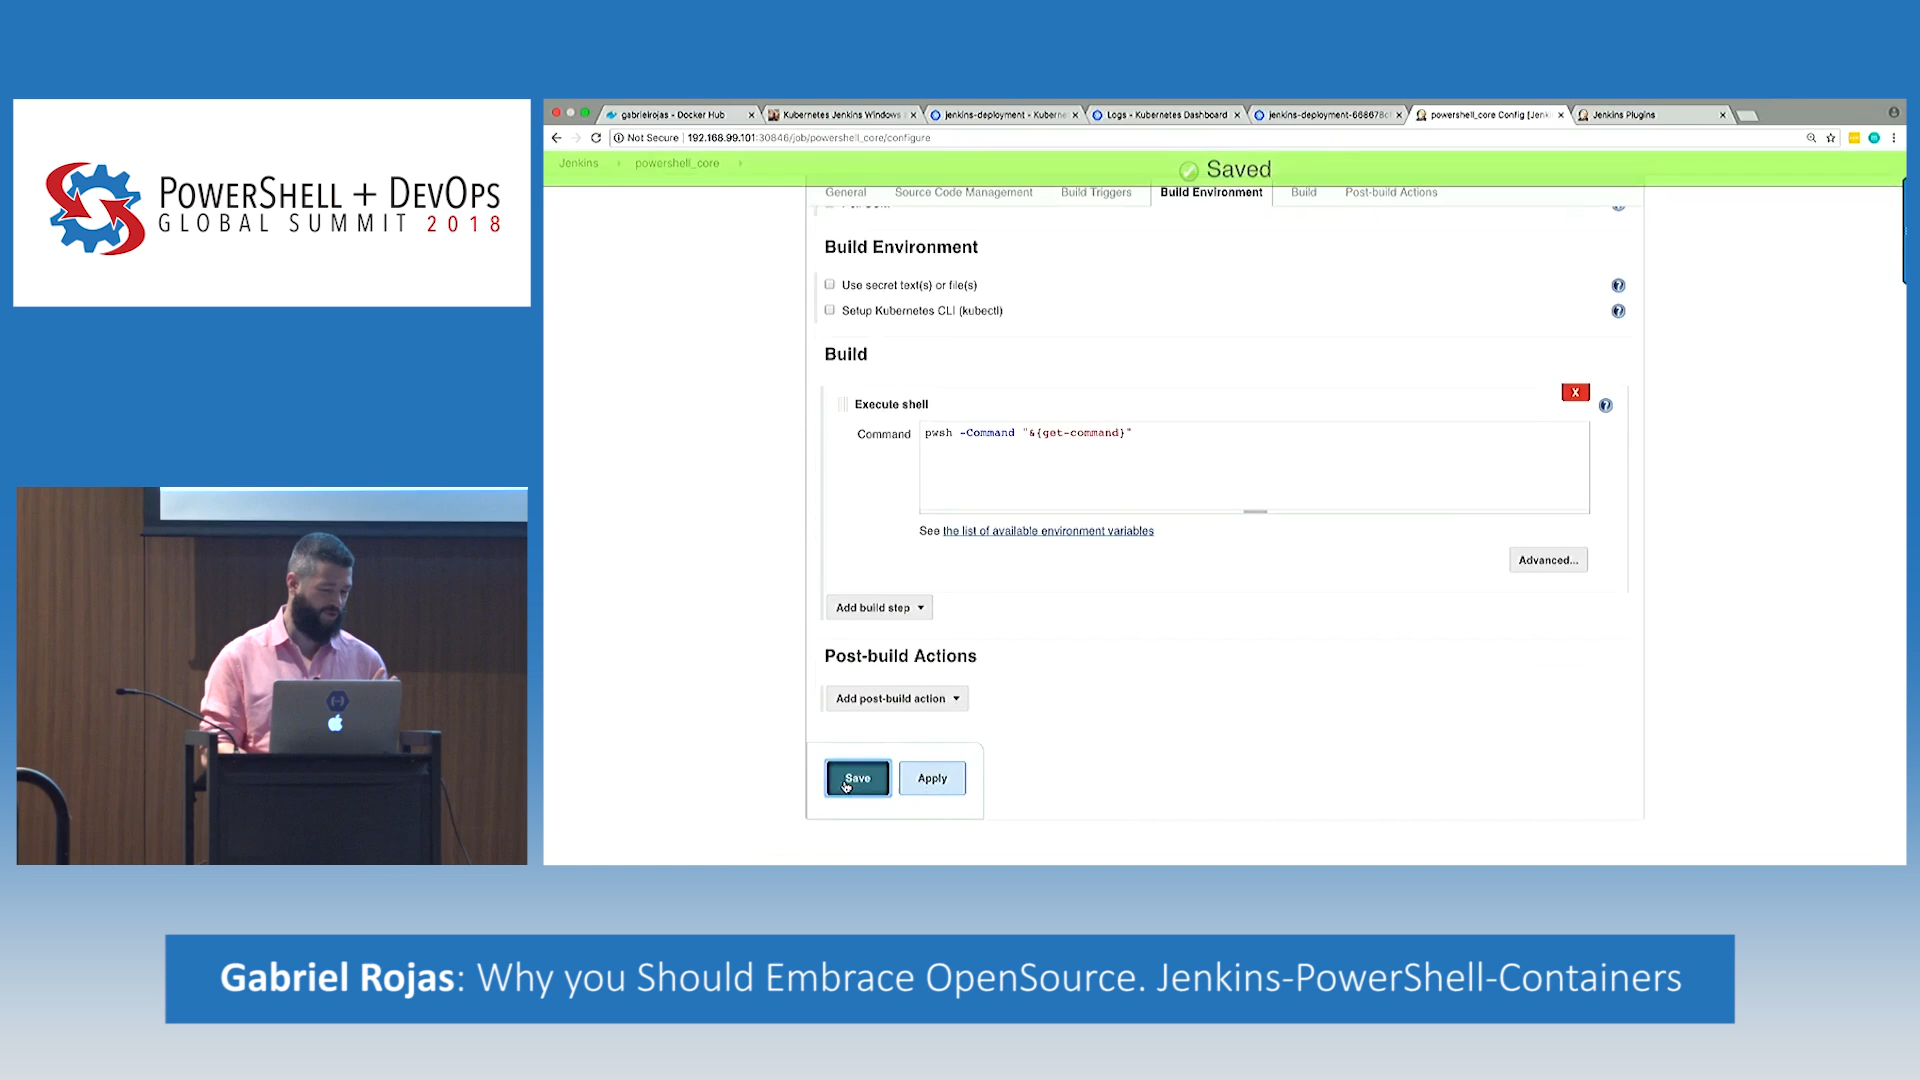 POWERSHELL + DEVOPS
GLOBAL SUMMIT 2018
gabrielrojas - Docker Hub
Kubernetes Jenkins Windows
jenkins-deployment - Kuberne
Logs - Kubernetes Dashboard
jenkins-deployment-668678c
powershell_core Config [Jenki
Jenkins Plugins
Not Secure | 192.168.99.101:30846/job/powershell_core/configure
Jenkins
powershell_core
Saved
General
Source Code Management
Build Triggers
Build Environment
Build
Post-build Actions
Build Environment
Use secret text(s) or file(s)
Setup Kubernetes CLI (kubectl)
Build
X
Execute shell
Command
pwsh -Command "&{get-command}"
See the list of available environment variables
Advanced...
Add build step
Post-build Actions
Add post-build action
Save
Apply
Gabriel Rojas: Why you Should Embrace OpenSource. Jenkins-PowerShell-Containers